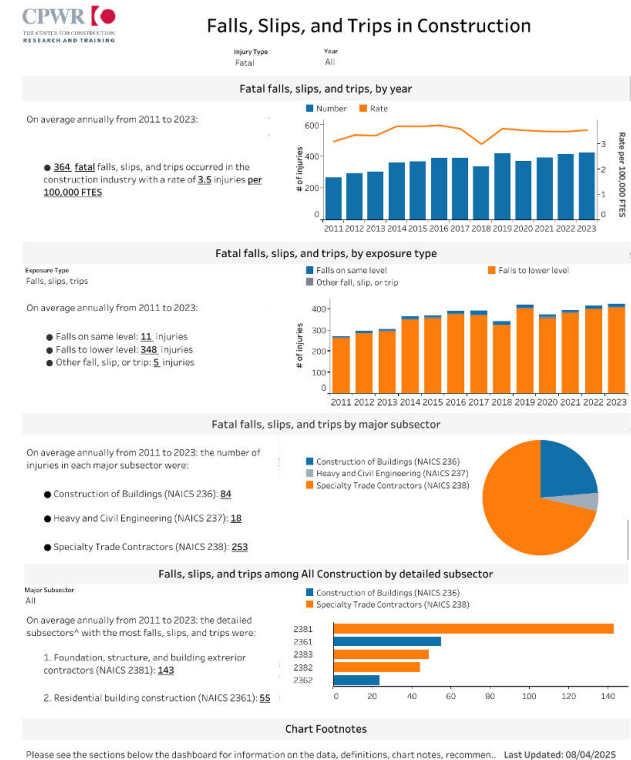 CPWR
THE CENTER FOR CONSTRUCTION
RESEARCH AND TRAINING
Falls, Slips, and Trips in Construction
Injury Type
Fatal
Year
All
Fatal falls, slips, and trips, by year
On average annually from 2011 to 2023:
● 364 fatal falls, slips, and trips occurred in the
construction industry with a rate of 3.5 injuries per
100,000 FTES
Number Rate
# of injuries
600
400
200
0
3
2
1
0
Rate per 100,000 FTES
2011 2012 2013 2014 2015 2016 2017 2018 2019 2020 2021 2022 2023
Fatal falls, slips, and trips, by exposure type
Exposure Type
Falls, slips, trips
On average annually from 2011 to 2023:
● Falls on same level: 11 injuries
● Falls to lower level: 348 injuries
● Other fall, slip, or trip: 5 injuries
Falls on same level Falls to lower level
Other fall, slip, or trip
# of injuries
400
300
200
100
0
2011 2012 2013 2014 2015 2016 2017 2018 2019 2020 2021 2022 2023
Fatal falls, slips, and trips by major subsector
On average annually from 2011 to 2023: the number of
injuries in each major subsector were:
● Construction of Buildings (NAICS 236): 84
● Heavy and Civil Engineering (NAICS 237): 18
● Specialty Trade Contractors (NAICS 238): 253
Construction of Buildings (NAICS 236)
Heavy and Civil Engineering (NAICS 237)
Specialty Trade Contractors (NAICS 238)
Falls, slips, and trips among All Construction by detailed subsector
Major Subsector
All
On average annually from 2011 to 2023: the detailed
subsectors^ with the most falls, slips, and trips were:
1. Foundation, structure, and building extrerior
contractors (NAICS 2381): 143
2. Residential building construction (NAICS 2361): 55
Construction of Buildings (NAICS 236)
Specialty Trade Contractors (NAICS 238)
2381
2361
2383
2382
2362
0 20 40 60 80 100 120 140
Chart Footnotes
Please see the sections below the dashboard for information on the data, definitions, chart notes, recommen.. Last Updated: 08/04/2025